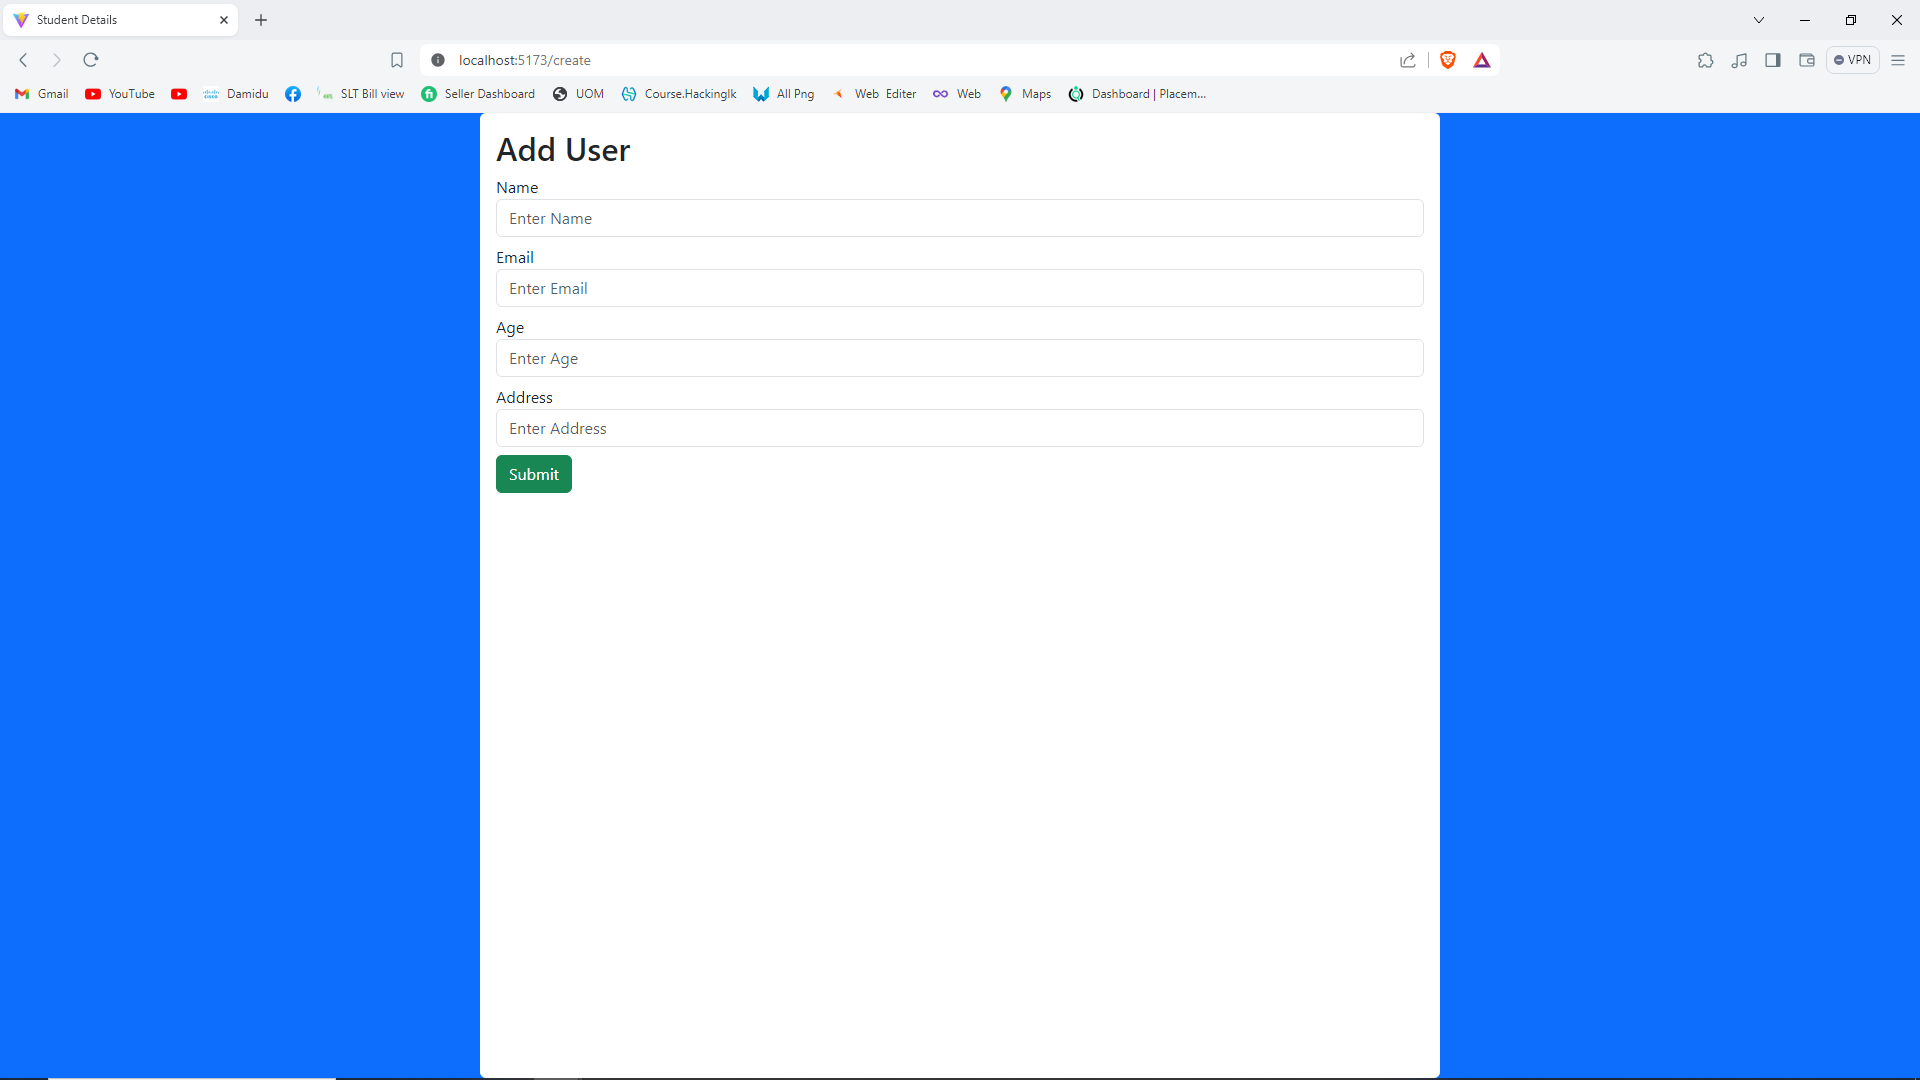 Student Details
localhost:5173/create
VPN
Gmail YouTube Damidu SLT Bill view Seller Dashboard UOM Course.Hackinglk All Png Web Editer Web Maps Dashboard | Placem...
Add User
Name
Enter Name
Email
Enter Email
Age
Enter Age
Address
Enter Address
Submit